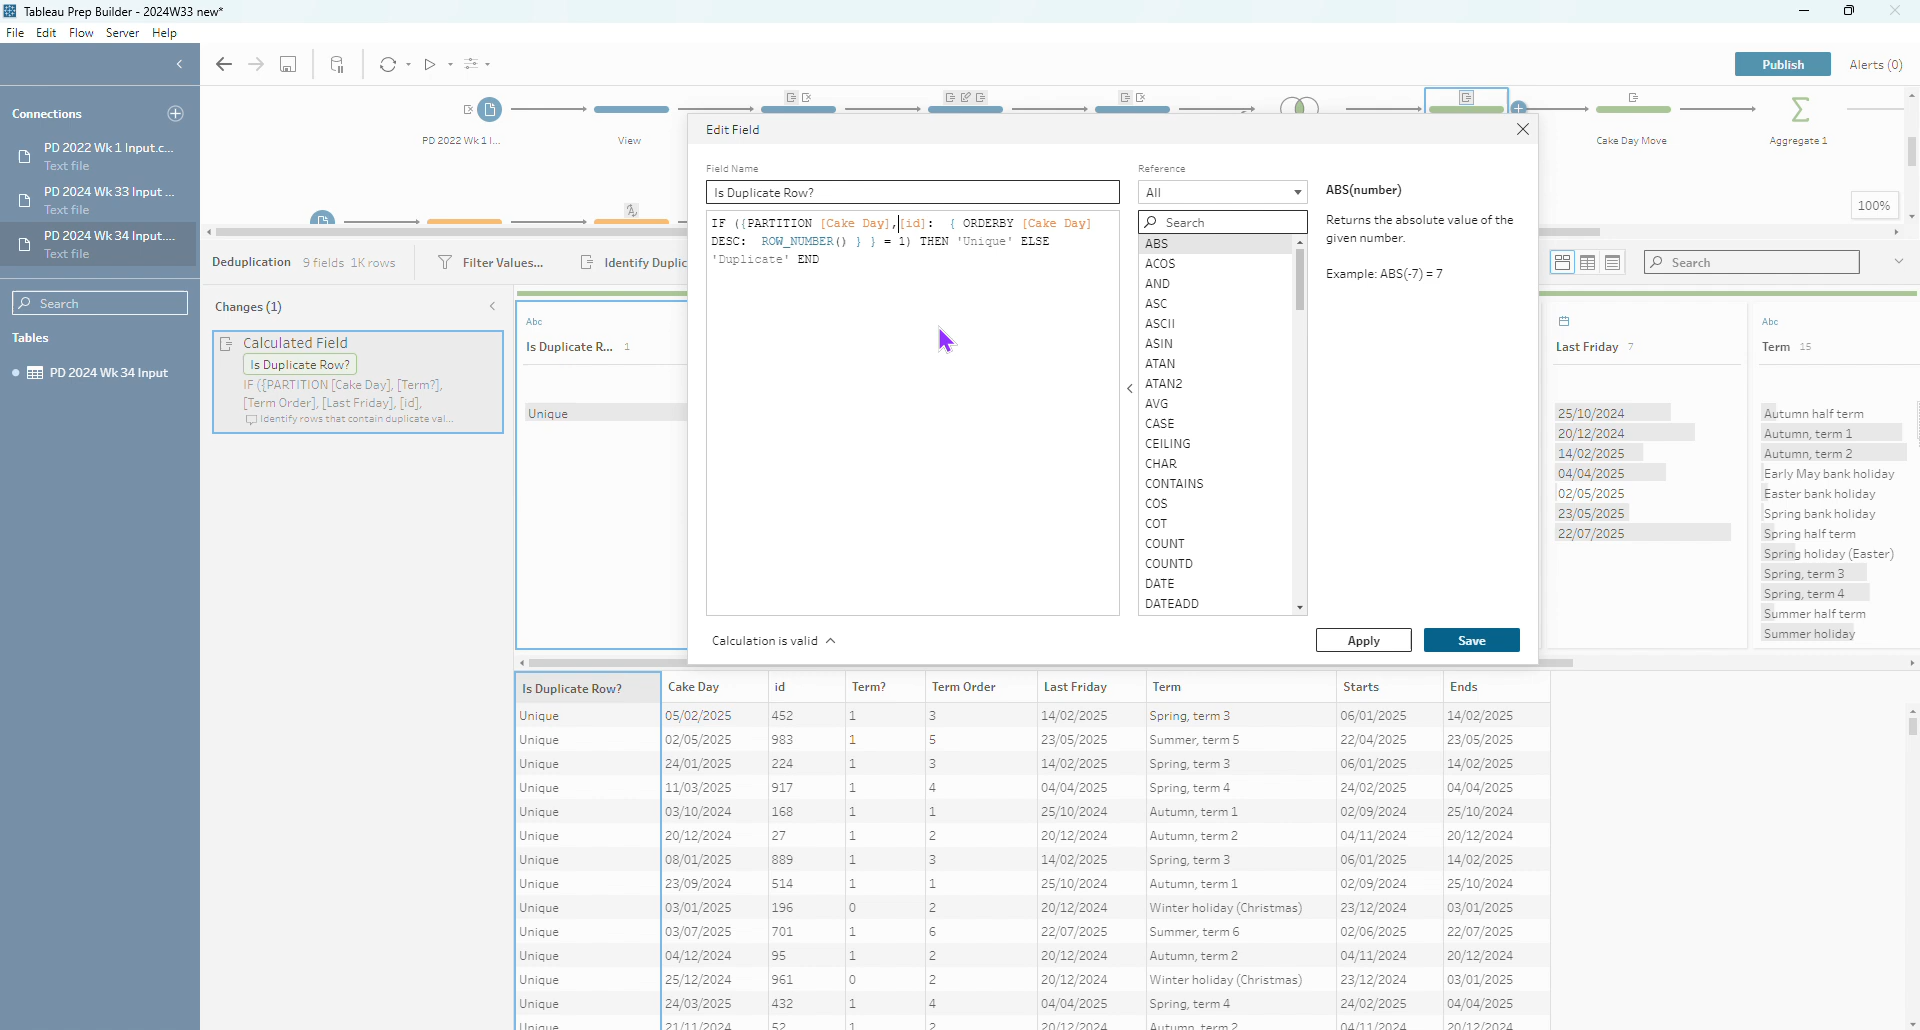 Tableau Prep Builder - 2024W33 new*
File Edit Flow Server Help
Publish Alerts (0)
Connections
PD 2022 Wk 1 Input.c...
Text file
PD 2024 Wk 33 Input ...
Text file
PD 2024 Wk 34 Input....
Text file
Search
Tables
PD 2024 Wk 34 Input
PD 2022 Wk 1 I... View Cake Day Move Aggregate 1
100%
Deduplication 9 fields 1K rows Filter Values... Identify Duplic
Search
Changes (1)
Calculated Field
Is Duplicate Row?
IF ({PARTITION [Cake Day], [Term?],
[Term Order], [Last Friday], [id],
Identify rows that contain duplicate val...
Abc
Is Duplicate R... 1
Unique
Edit Field
Field Name
Is Duplicate Row?
IF ({PARTITION [Cake Day],[id]: { ORDERBY [Cake Day]
DESC: ROW_NUMBER() } } = 1) THEN 'Unique' ELSE
'Duplicate' END
Calculation is valid
Reference
All
Search
ABS
ACOS
AND
ASC
ASCII
ASIN
ATAN
ATAN2
AVG
CASE
CEILING
CHAR
CONTAINS
COS
COT
COUNT
COUNTD
DATE
DATEADD
ABS(number)
Returns the absolute value of the
given number.
Example: ABS(-7) = 7
Apply Save
Last Friday 7
25/10/2024
20/12/2024
14/02/2025
04/04/2025
02/05/2025
23/05/2025
22/07/2025
Abc
Term 15
Autumn half term
Autumn, term 1
Autumn, term 2
Early May bank holiday
Easter bank holiday
Spring bank holiday
Spring half term
Spring holiday (Easter)
Spring, term 3
Spring, term 4
Summer half term
Summer holiday
Is Duplicate Row? Cake Day id Term? Term Order Last Friday Term Starts Ends
Unique 05/02/2025 452 1 3 14/02/2025 Spring, term 3 06/01/2025 14/02/2025
Unique 02/05/2025 983 1 5 23/05/2025 Summer, term 5 22/04/2025 23/05/2025
Unique 24/01/2025 224 1 3 14/02/2025 Spring, term 3 06/01/2025 14/02/2025
Unique 11/03/2025 917 1 4 04/04/2025 Spring, term 4 24/02/2025 04/04/2025
Unique 03/10/2024 168 1 1 25/10/2024 Autumn, term 1 02/09/2024 25/10/2024
Unique 20/12/2024 27 1 2 20/12/2024 Autumn, term 2 04/11/2024 20/12/2024
Unique 08/01/2025 889 1 3 14/02/2025 Spring, term 3 06/01/2025 14/02/2025
Unique 23/09/2024 514 1 1 25/10/2024 Autumn, term 1 02/09/2024 25/10/2024
Unique 03/01/2025 196 0 2 20/12/2024 Winter holiday (Christmas) 23/12/2024 03/01/2025
Unique 03/07/2025 701 1 6 22/07/2025 Summer, term 6 02/06/2025 22/07/2025
Unique 04/12/2024 95 1 2 20/12/2024 Autumn, term 2 04/11/2024 20/12/2024
Unique 25/12/2024 961 0 2 20/12/2024 Winter holiday (Christmas) 23/12/2024 03/01/2025
Unique 24/03/2025 432 1 4 04/04/2025 Spring, term 4 24/02/2025 04/04/2025
Unique 21/11/2024 52 1 2 20/12/2024 Autumn, term 2 04/11/2024 20/12/2024